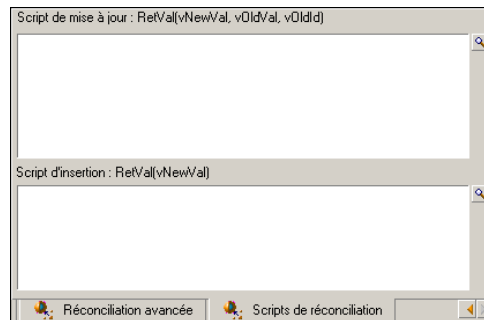 Script de mise à jour : RetVal(vNewVal, vOldVal, vOldId)
Script d'insertion : RetVal(vNewVal)
Réconciliation avancée
Scripts de réconciliation